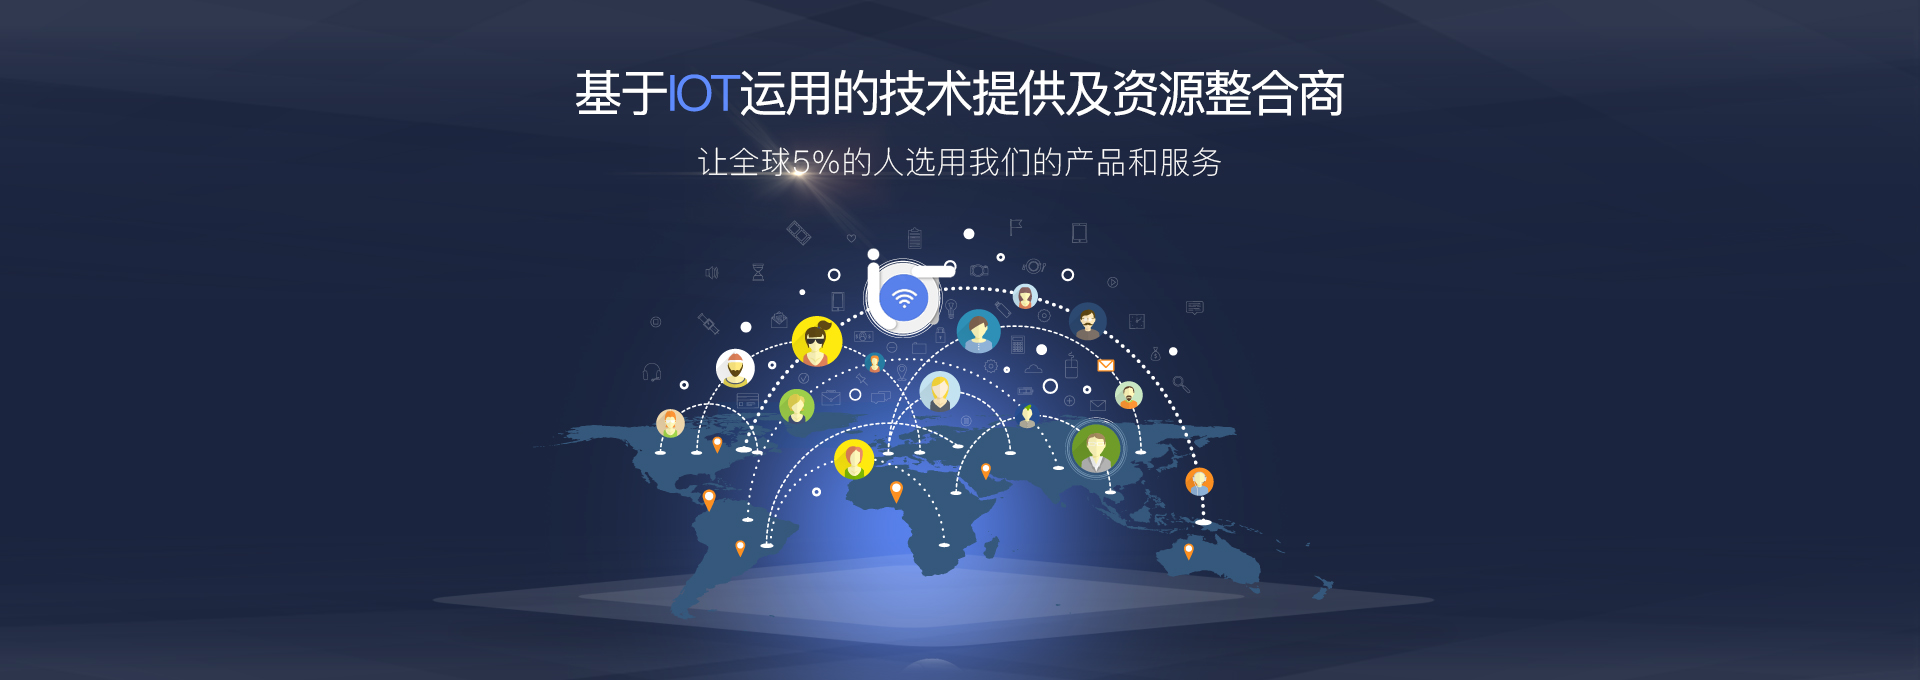 基于IOT运用的技术提供及资源整合商
让全球5%的人选用我们的产品和服务